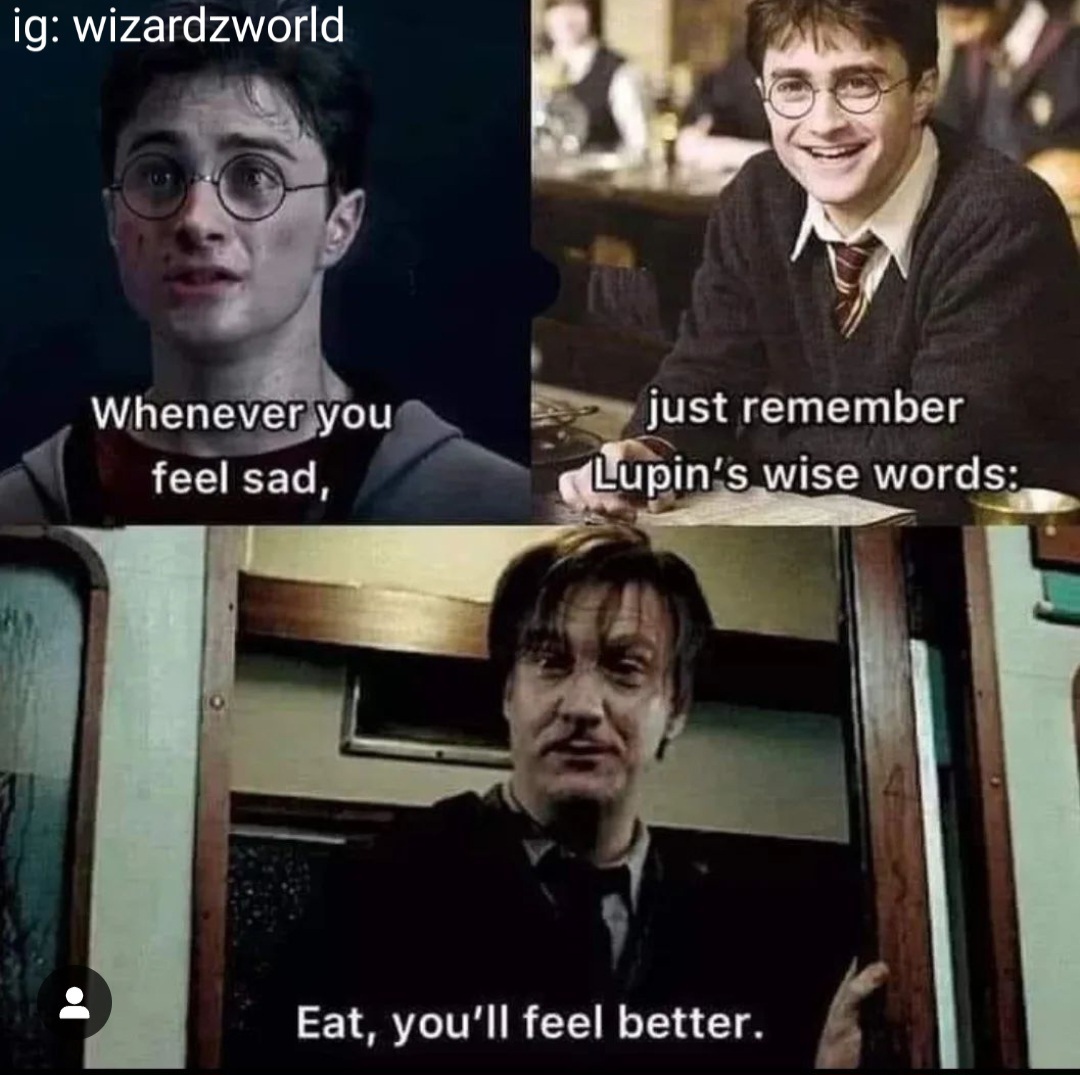 ig: wizardzworld
Whenever you
feel sad,
just remember
Lupin's wise words:
Eat, you'll feel better.